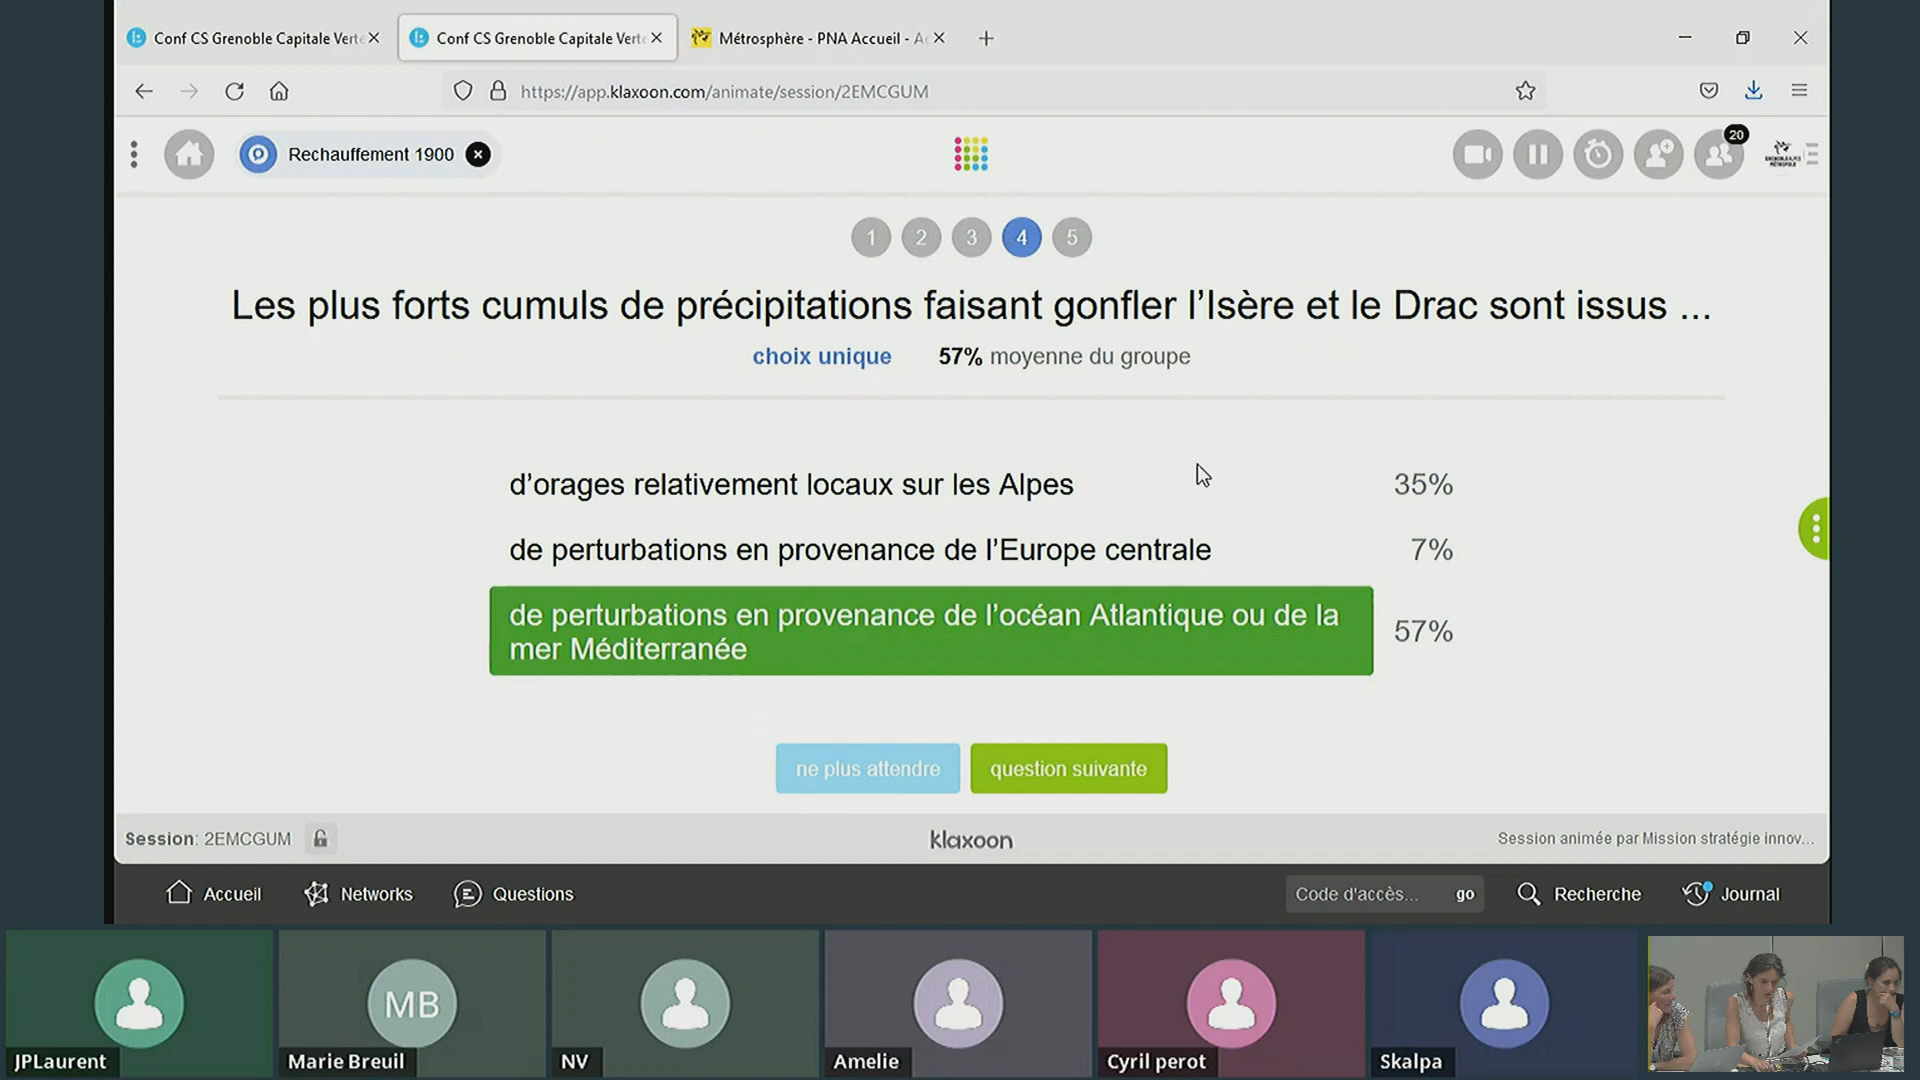 Conf CS Grenoble Capitale Verte
Conf CS Grenoble Capitale Verte
Métrosphère - PNA Accueil - Ac
https://app.klaxoon.com/animate/session/2EMCGUM
Rechauffement 1900
20
1 2 3 4 5
Les plus forts cumuls de précipitations faisant gonfler l’Isère et le Drac sont issus ...
choix unique 57% moyenne du groupe
d’orages relativement locaux sur les Alpes 35%
de perturbations en provenance de l’Europe centrale 7%
de perturbations en provenance de l’océan Atlantique ou de la
mer Méditerranée 57%
ne plus attendre question suivante
Session: 2EMCGUM
klaxoon
Session animée par Mission stratégie innov...
Accueil Networks Questions Code d'accès... go Recherche Journal
MB
JPLaurent Marie Breuil NV Amelie Cyril perot Skalpa